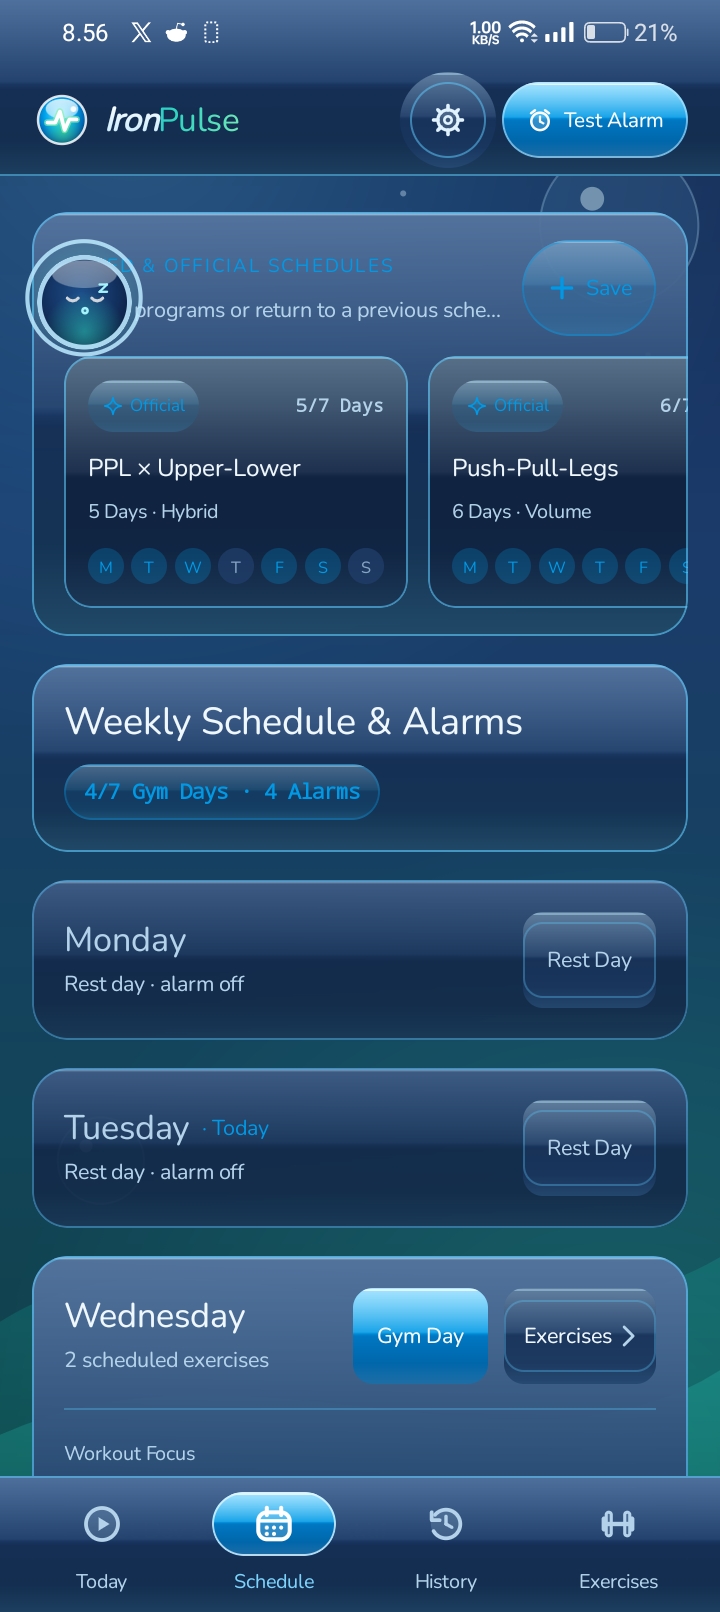 8.56
1.00 KB/S
21%
IronPulse
Test Alarm
& OFFICIAL SCHEDULES
programs or return to a previous sche...
Save
Official
5/7 Days
PPL × Upper-Lower
5 Days · Hybrid
M T W T F S S
Official
6/7
Push-Pull-Legs
6 Days · Volume
M T W T F S
Weekly Schedule & Alarms
4/7 Gym Days · 4 Alarms
Monday
Rest day · alarm off
Rest Day
Tuesday · Today
Rest day · alarm off
Rest Day
Wednesday
2 scheduled exercises
Gym Day
Exercises
Workout Focus
Today
Schedule
History
Exercises